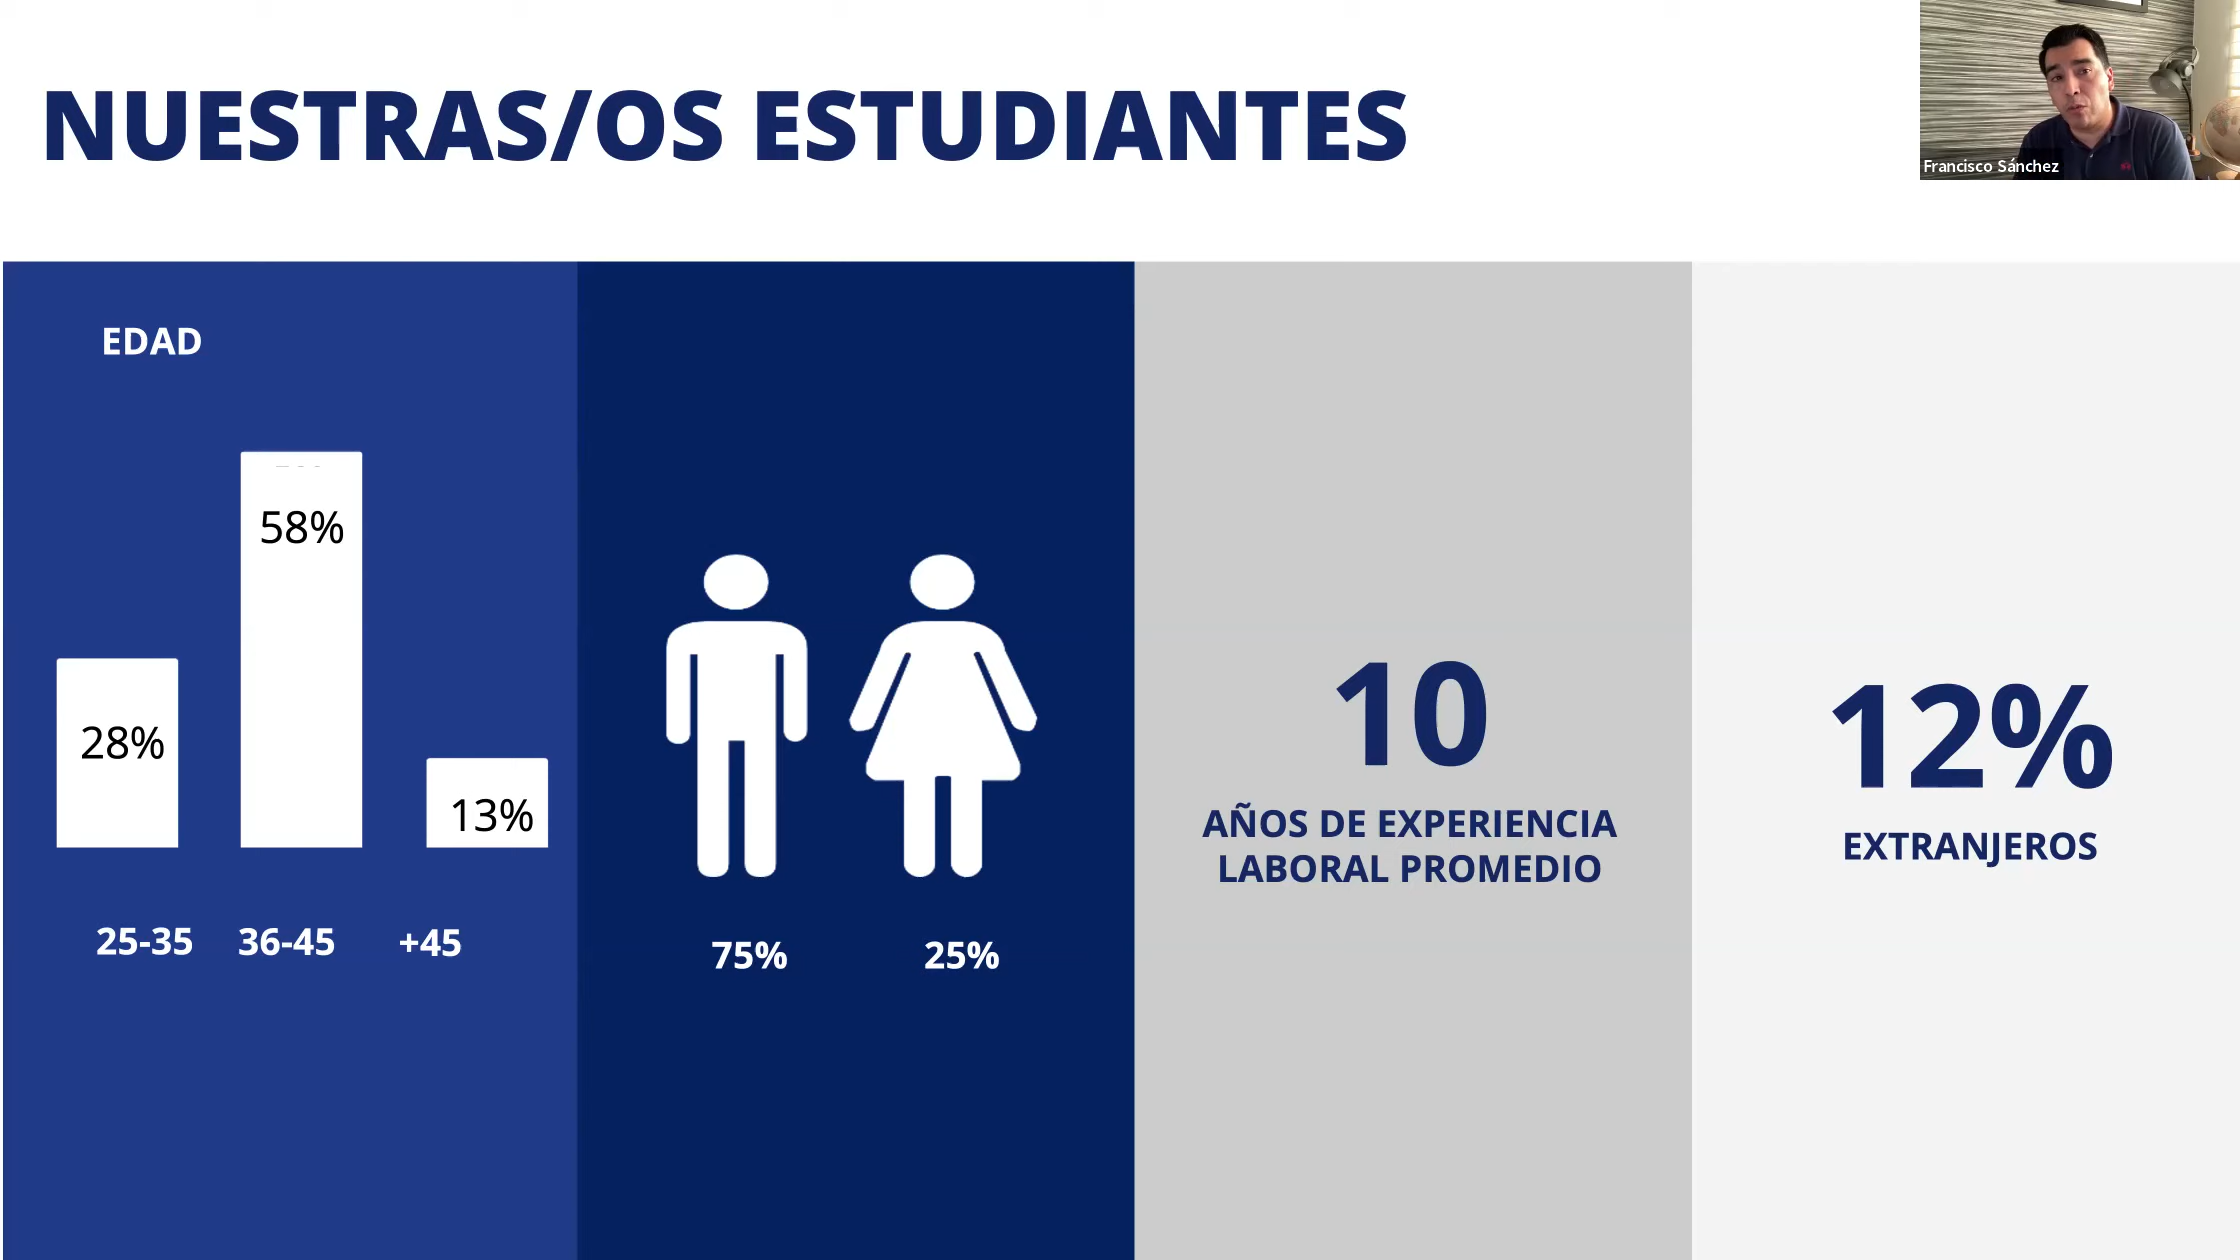 NUESTRAS/OS ESTUDIANTES
Francisco Sánchez
EDAD
58%
28%
13%
25-35 36-45 +45
75% 25%
10
AÑOS DE EXPERIENCIA
LABORAL PROMEDIO
12%
EXTRANJEROS